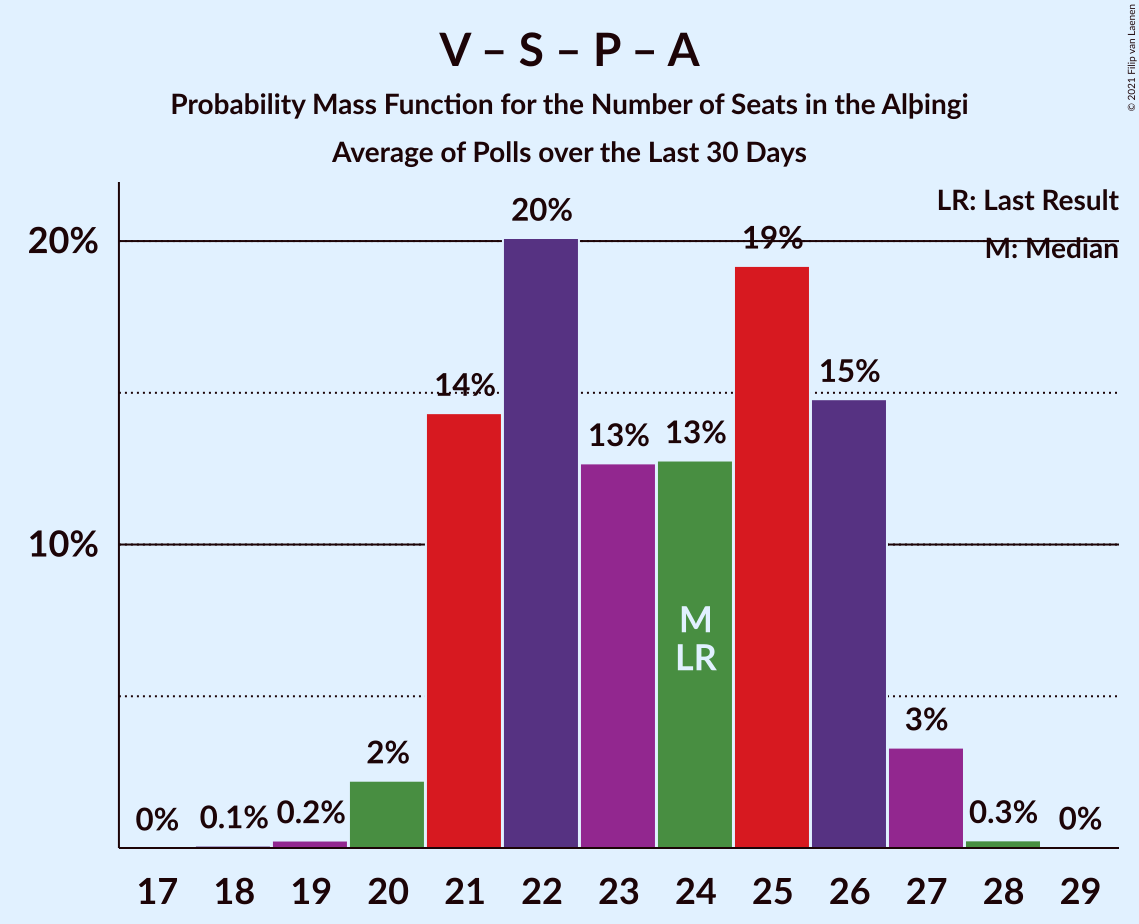 V – S – P – A
Probability Mass Function for the Number of Seats in the Alþingi
Average of Polls over the Last 30 Days
© 2021 Filip van Laenen
LR: Last Result
M: Median
20%
10%
0%
0.1%
0.2%
2%
14%
20%
13%
13%
19%
15%
3%
0.3%
0%
M
LR
17 18 19 20 21 22 23 24 25 26 27 28 29